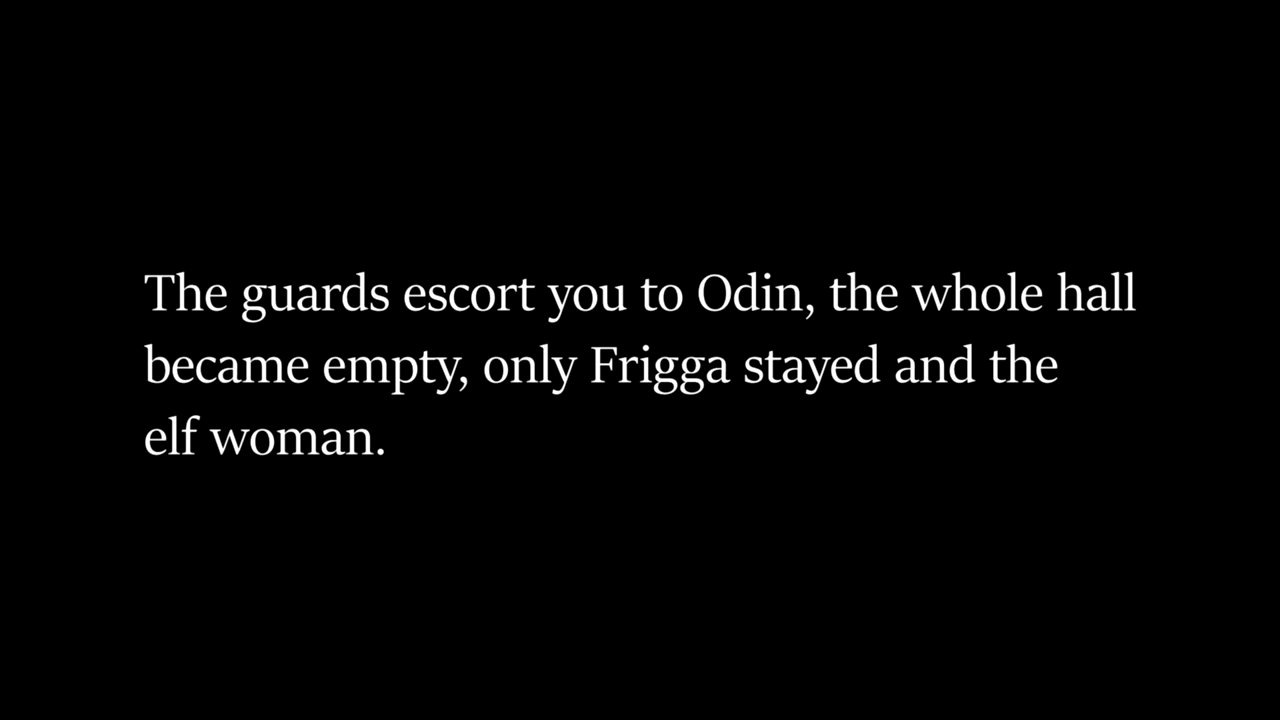 The guards escort you to Odin, the whole hall
became empty, only Frigga stayed and the
elf woman.